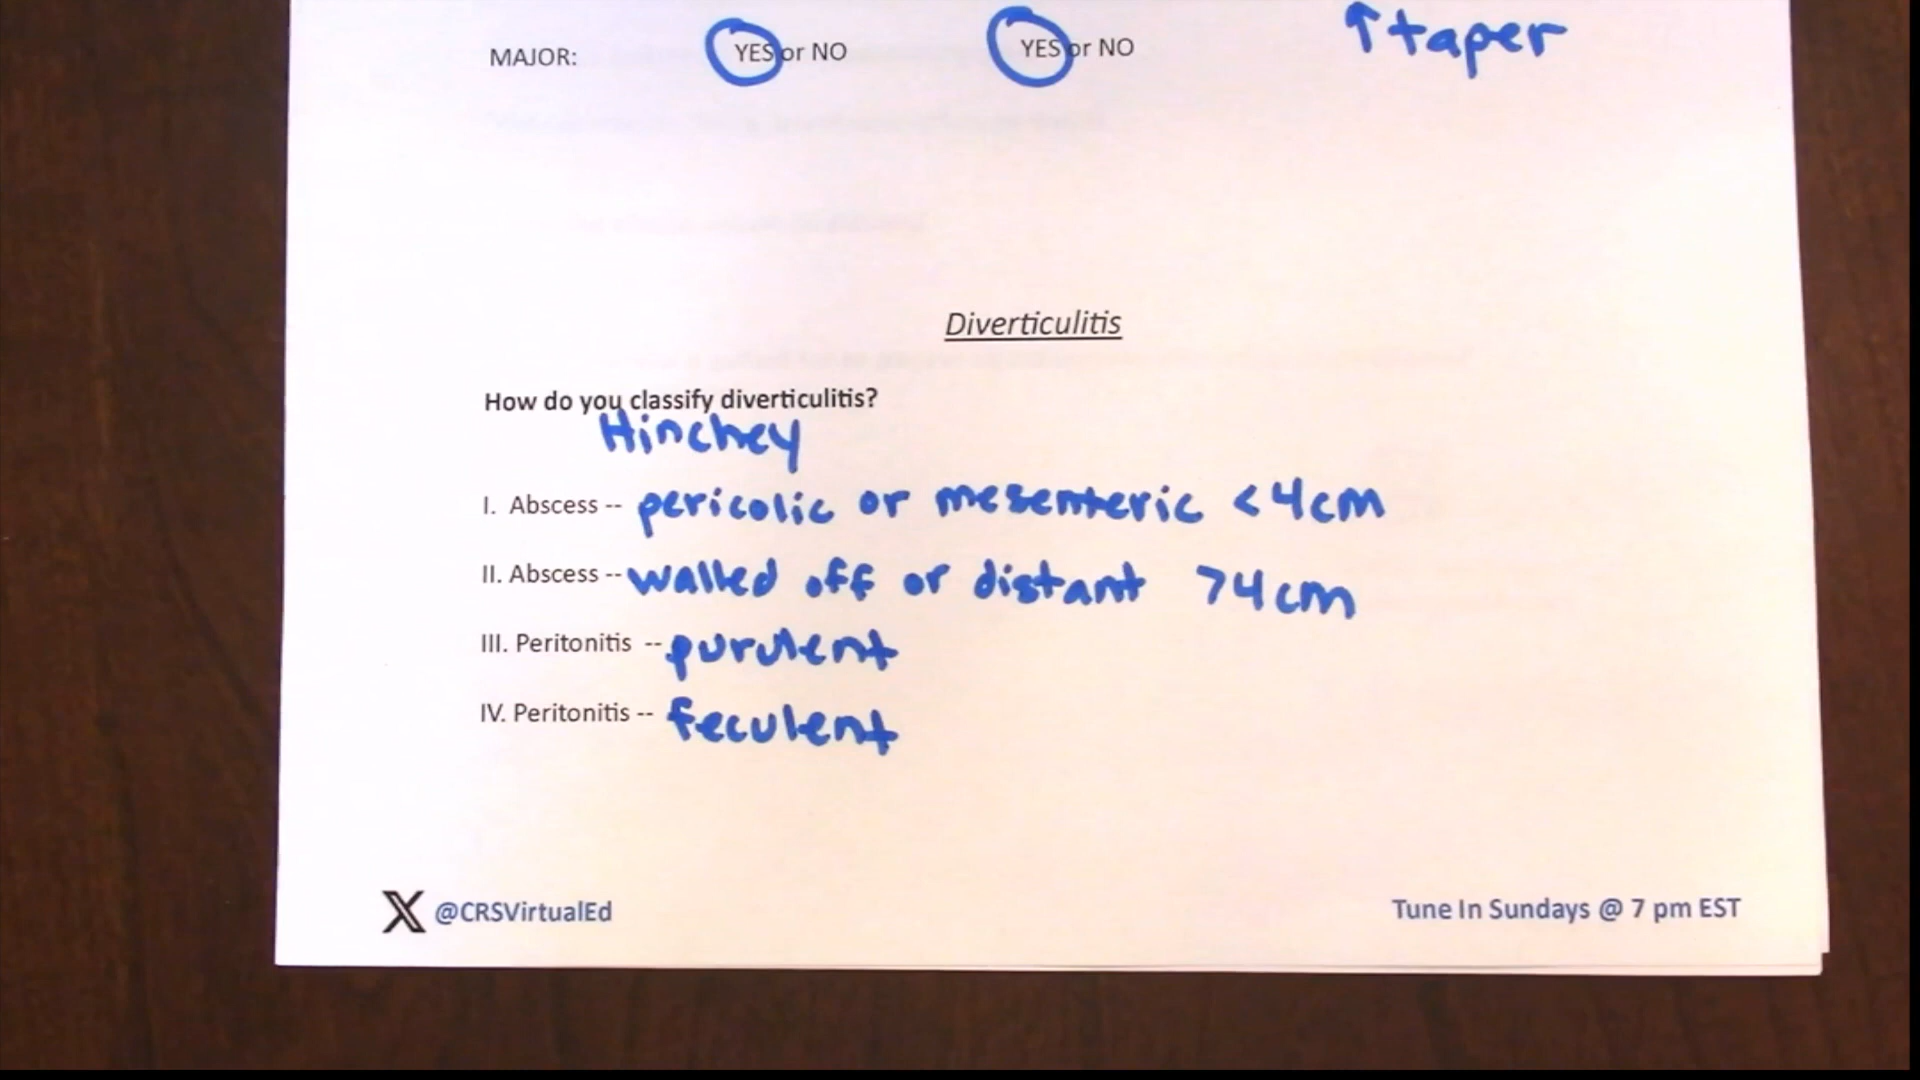 MAJOR: YES or NO YES or NO ↑taper
Diverticulitis
How do you classify diverticulitis?
Hinchey
I. Abscess -- pericolic or mesenteric <4cm
II. Abscess -- walled off or distant >4cm
III. Peritonitis -- purulent
IV. Peritonitis -- feculent
X @CRSVirtualEd Tune In Sundays @ 7 pm EST